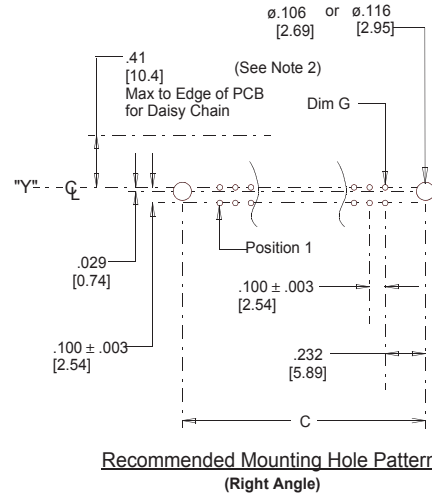 ø.106 or ø.116
[2.69] [2.95]
.41
[10.4]
Max to Edge of PCB
for Daisy Chain
(See Note 2)
Dim G
"Y" CL
Position 1
.029
[0.74]
.100 ± .003
[2.54]
.100 ± .003
[2.54]
.232
[5.89]
C
Recommended Mounting Hole Pattern
(Right Angle)